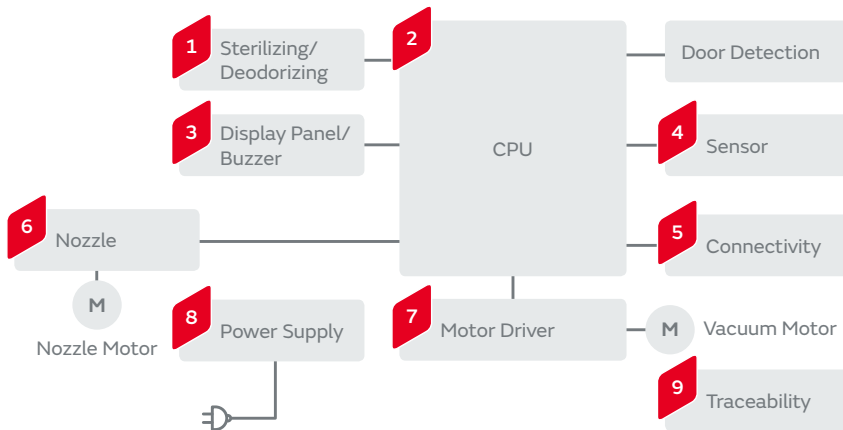 1
Sterilizing/
Deodorizing
2
CPU
Door Detection
3
Display Panel/
Buzzer
4
Sensor
6
Nozzle
5
Connectivity
M
Nozzle Motor
8
Power Supply
7
Motor Driver
M
Vacuum Motor
9
Traceability